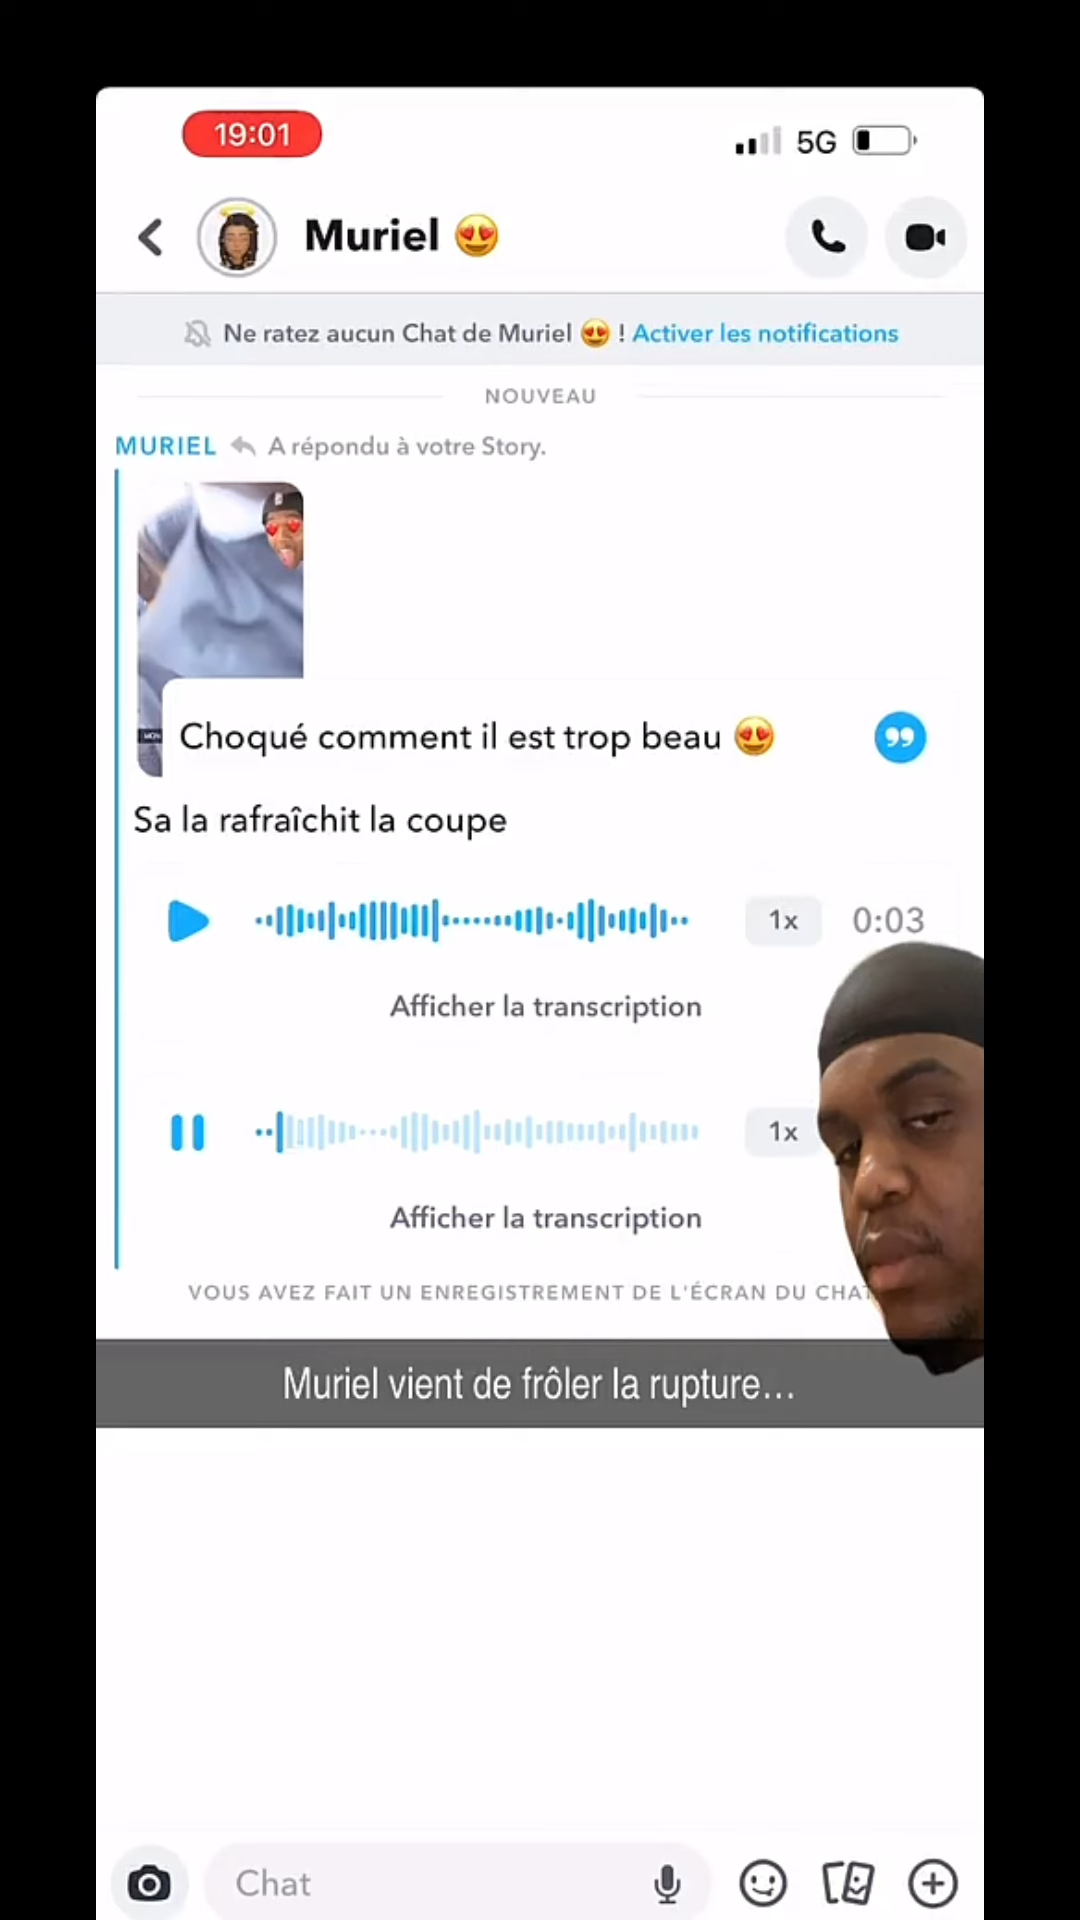 19:01
5G
Muriel 😍
Ne ratez aucun Chat de Muriel 😍 ! Activer les notifications
NOUVEAU
MURIEL A répondu à votre Story.
MON
Choqué comment il est trop beau 😍
Sa la rafraîchit la coupe
1x 0:03
Afficher la transcription
1x
Afficher la transcription
VOUS AVEZ FAIT UN ENREGISTREMENT DE L'ÉCRAN DU CHAT
Muriel vient de frôler la rupture...
Chat